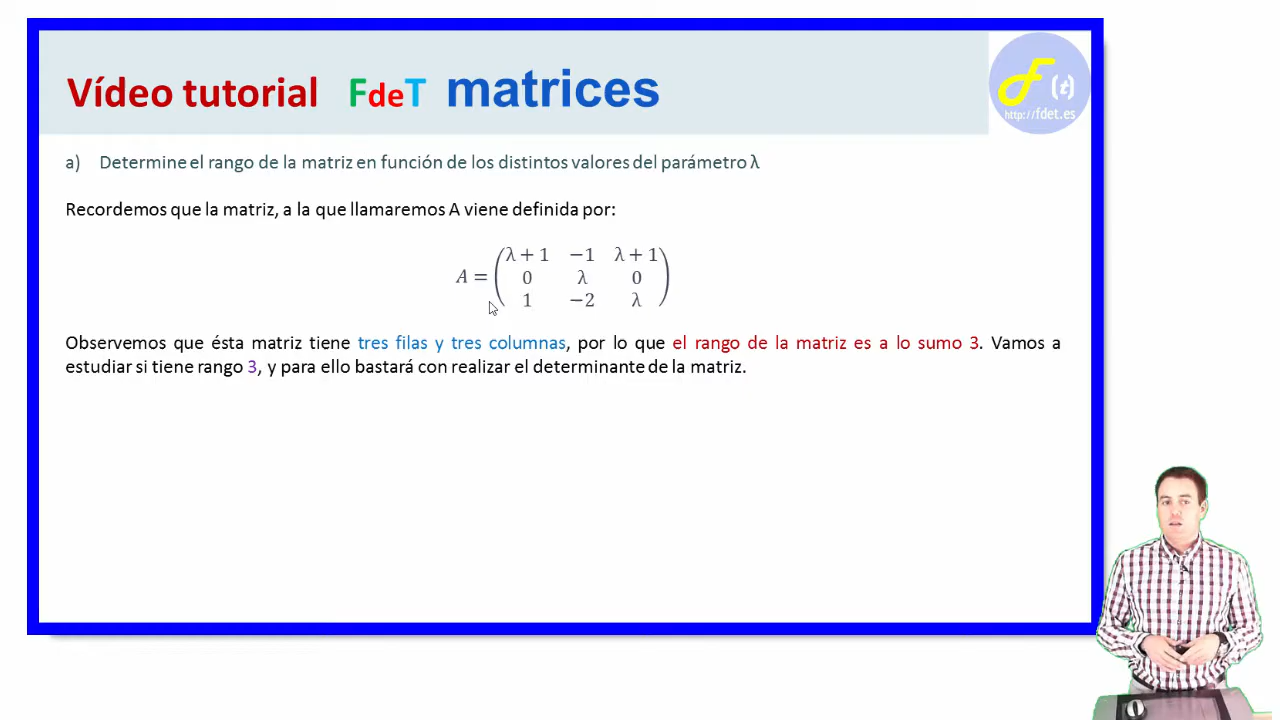 Vídeo tutorial FdeT matrices
F(t)
http://fdet.es
a) Determine el rango de la matriz en función de los distintos valores del parámetro λ
Recordemos que la matriz, a la que llamaremos A viene definida por:
λ + 1 −1 λ + 1
A = ( 0 λ 0 )
1 −2 λ
Observemos que ésta matriz tiene tres filas y tres columnas, por lo que el rango de la matriz es a lo sumo 3. Vamos a
estudiar si tiene rango 3, y para ello bastará con realizar el determinante de la matriz.